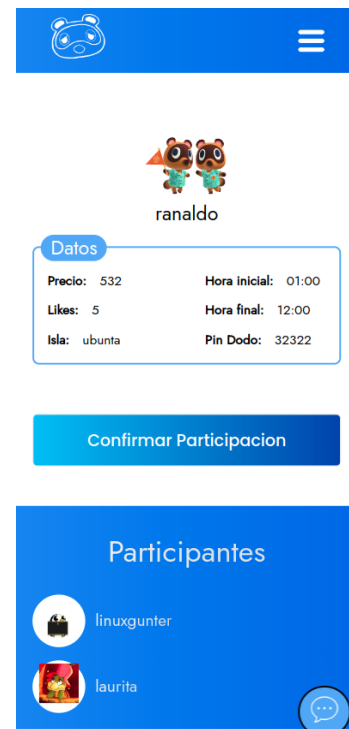 ranaldo
Datos
Precio: 532 Hora inicial: 01:00
Likes: 5 Hora final: 12:00
Isla: ubunta Pin Dodo: 32322
Confirmar Participacion
Participantes
linuxgunter
laurita